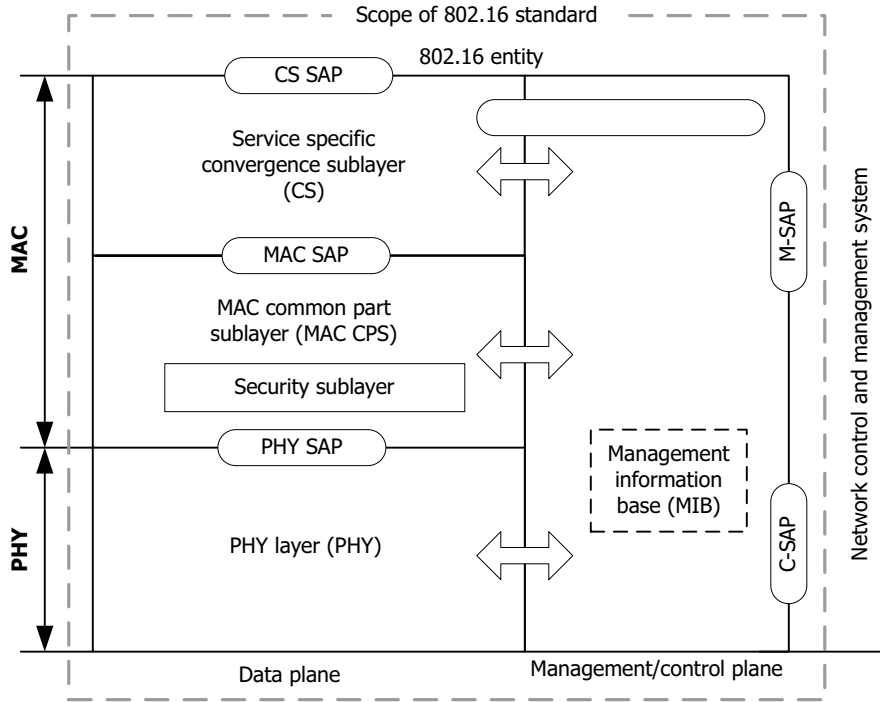 Scope of 802.16 standard
802.16 entity
CS SAP
Service specific
convergence sublayer
(CS)
MAC SAP
MAC common part
sublayer (MAC CPS)
Security sublayer
PHY SAP
PHY layer (PHY)
Management
information
base (MIB)
M-SAP
C-SAP
MAC
PHY
Network control and management system
Data plane
Management/control plane